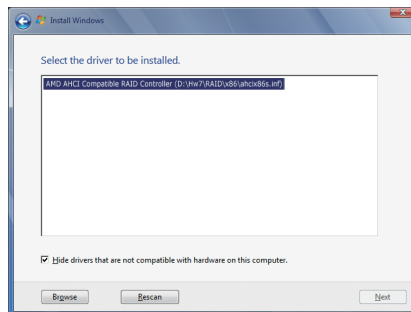 Install Windows
Select the driver to be installed.
AMD AHCI Compatible RAID Controller (D:\Hw7\RAID\x86\ahcix86s.inf)
Hide drivers that are not compatible with hardware on this computer.
Browse Rescan Next